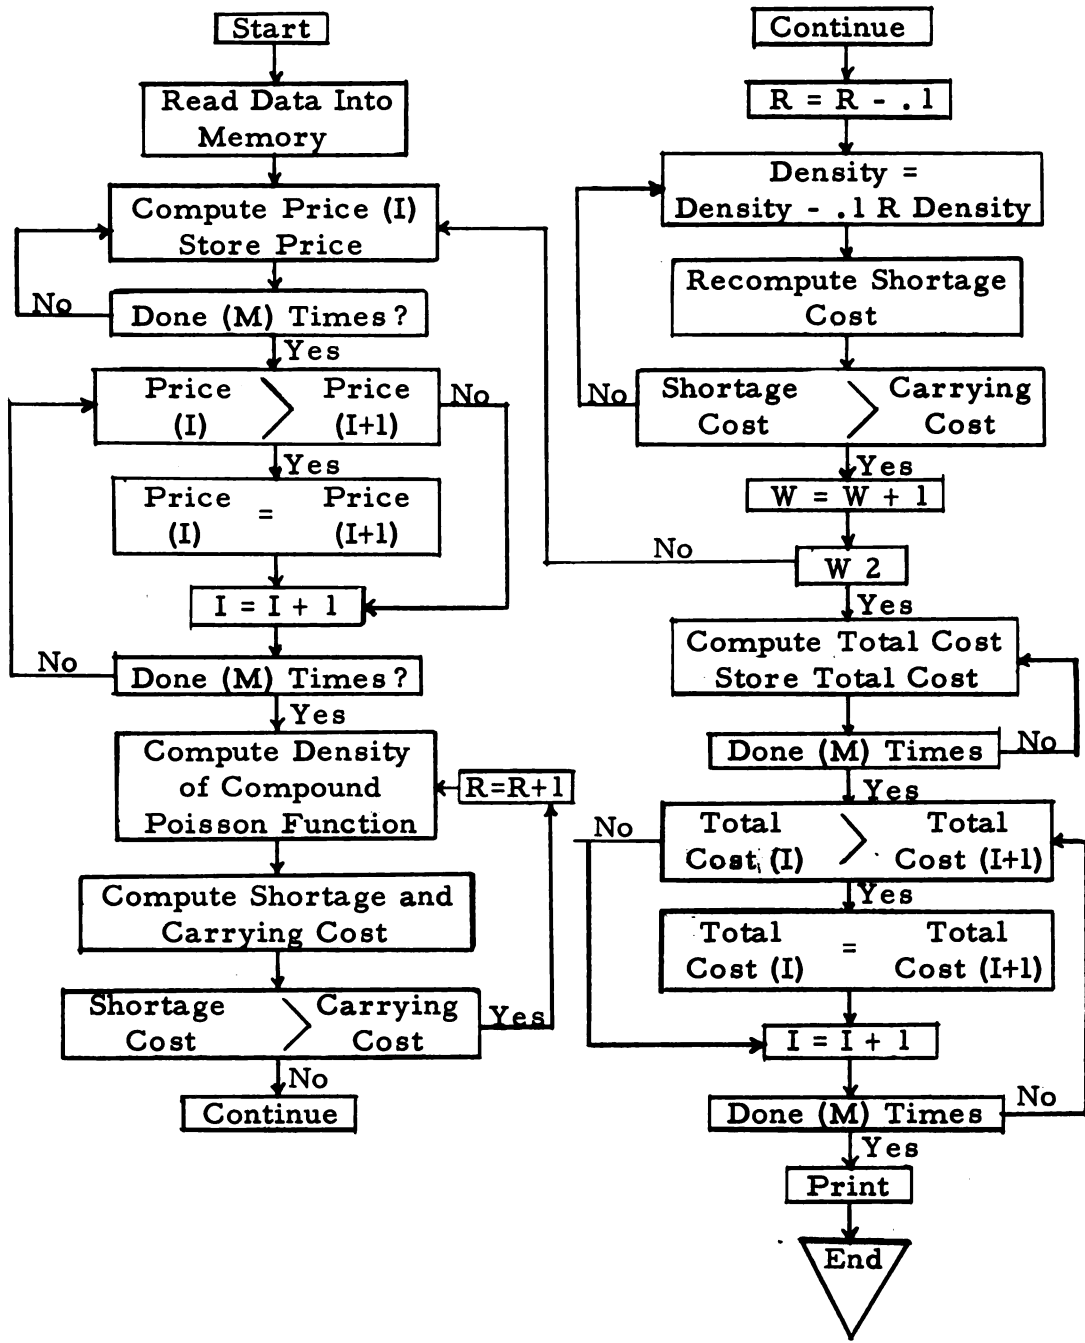 Start
Read Data Into
Memory
Compute Price (I)
Store Price
No
Done (M) Times?
Yes
Price > Price
(I) (I+1)
No
Yes
Price = Price
(I) (I+1)
I = I + 1
No
Done (M) Times?
Yes
Compute Density
of Compound
Poisson Function
R=R+1
Compute Shortage and
Carrying Cost
Shortage > Carrying
Cost Cost
Yes
No
Continue
Continue
R = R - .1
Density =
Density - .1 R Density
Recompute Shortage
Cost
No
Shortage > Carrying
Cost Cost
Yes
W = W + 1
No
W 2
Yes
Compute Total Cost
Store Total Cost
Done (M) Times
No
Yes
No
Total > Total
Cost (I) Cost (I+1)
Yes
Total = Total
Cost (I) Cost (I+1)
I = I + 1
Done (M) Times
No
Yes
Print
End